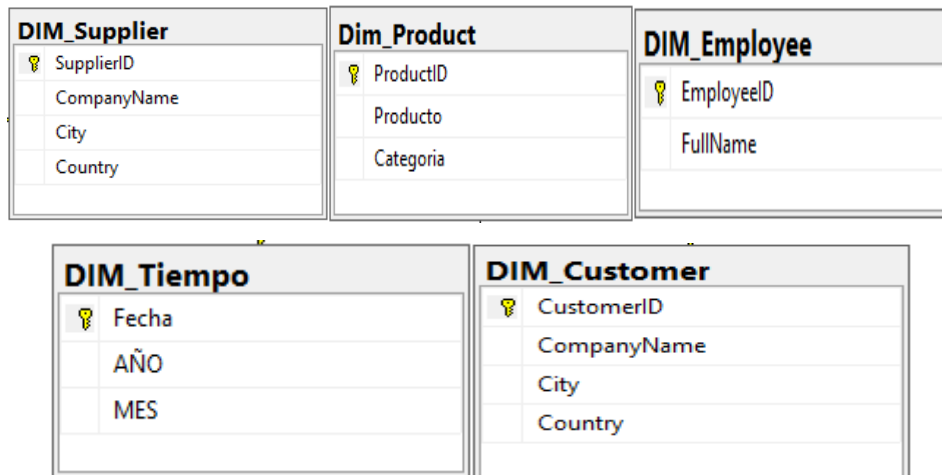 DIM_Supplier
SupplierID
CompanyName
City
Country
Dim_Product
ProductID
Producto
Categoria
DIM_Employee
EmployeeID
FullName
DIM_Tiempo
Fecha
AÑO
MES
DIM_Customer
CustomerID
CompanyName
City
Country